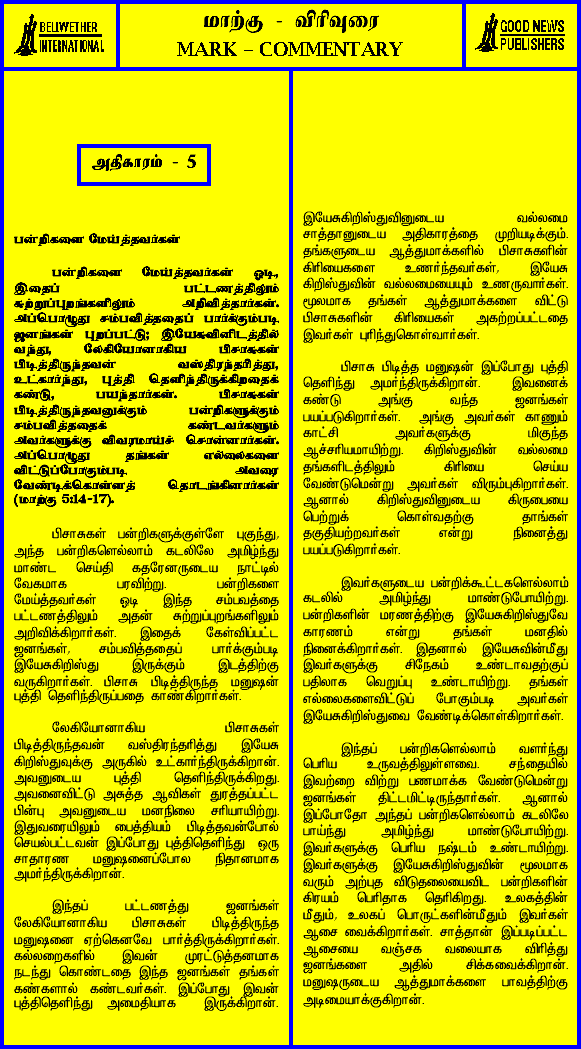 BELLWETHER
INTERNATIONAL
மாற்கு - விரிவுரை
MARK – COMMENTARY
GOOD NEWS
PUBLISHERS
அதிகாரம் - 5
பன்றிகளை மேய்த்தவர்கள்
பன்றிகளை மேய்த்தவர்கள் ஓடி,
இதைப் பட்டணத்திலும்
சுற்றுப்புறங்களிலும் அறிவித்தார்கள்.
அப்பொழுது சம்பவித்ததைப் பார்க்கும்படி
ஜனங்கள் புறப்பட்டு; இயேசுவினிடத்தில்
வந்து, லேகியோனாகிய பிசாசுகள்
பிடித்திருந்தவன் வஸ்திரந்தரித்து,
உட்கார்ந்து, புத்தி தெளிந்திருக்கிறதைக்
கண்டு, பயந்தார்கள். பிசாசுகள்
பிடித்திருந்தவனுக்கும் பன்றிகளுக்கும்
சம்பவித்ததைக் கண்டவர்களும்
அவர்களுக்கு விவரமாய்ச் சொன்னார்கள்.
அப்பொழுது தங்கள் எல்லைகளை
விட்டுப்போகும்படி அவரை
வேண்டிக்கொள்ளத் தொடங்கினார்கள்
(மாற்கு 5:14-17).
பிசாசுகள் பன்றிகளுக்குள்ளே புகுந்து,
அந்த பன்றிகளெல்லாம் கடலிலே அமிழ்ந்து
மாண்ட செய்தி கதரேனருடைய நாட்டில்
வேகமாக பரவிற்று. பன்றிகளை
மேய்த்தவர்கள் ஓடி இந்த சம்பவத்தை
பட்டணத்திலும் அதன் சுற்றுப்புறங்களிலும்
அறிவிக்கிறார்கள். இதைக் கேள்விப்பட்ட
ஜனங்கள், சம்பவித்ததைப் பார்க்கும்படி
இயேசுகிறிஸ்து இருக்கும் இடத்திற்கு
வருகிறார்கள். பிசாசு பிடித்திருந்த மனுஷன்
புத்தி தெளிந்திருப்பதை காண்கிறார்கள்.
லேகியோனாகிய பிசாசுகள்
பிடித்திருந்தவன் வஸ்திரந்தரித்து இயேசு
கிறிஸ்துவுக்கு அருகில் உட்கார்ந்திருக்கிறான்.
அவனுடைய புத்தி தெளிந்திருக்கிறது.
அவனைவிட்டு அசுத்த ஆவிகள் துரத்தப்பட்ட
பின்பு அவனுடைய மனநிலை சரியாயிற்று.
இதுவரையிலும் பைத்தியம் பிடித்தவன்போல்
செயல்பட்டவன் இப்போது புத்திதெளிந்து ஒரு
சாதாரண மனுஷனைப்போல நிதானமாக
அமர்ந்திருக்கிறான்.
இந்தப் பட்டணத்து ஜனங்கள்
லேகியோனாகிய பிசாசுகள் பிடித்திருந்த
மனுஷனை ஏற்கெனவே பார்த்திருக்கிறார்கள்.
கல்லறைகளில் இவன் முரட்டுத்தனமாக
நடந்து கொண்டதை இந்த ஜனங்கள் தங்கள்
கண்களால் கண்டவர்கள். இப்போது இவன்
புத்திதெளிந்து அமைதியாக இருக்கிறான்.
இயேசுகிறிஸ்துவினுடைய வல்லமை
சாத்தானுடைய அதிகாரத்தை முறியடிக்கும்.
தங்களுடைய ஆத்துமாக்களில் பிசாசுகளின்
கிரியைகளை உணர்ந்தவர்கள், இயேசு
கிறிஸ்துவின் வல்லமையையும் உணருவார்கள்.
மூலமாக தங்கள் ஆத்துமாக்களை விட்டு
பிசாசுகளின் கிரியைகள் அகற்றப்பட்டதை
இவர்கள் புரிந்துகொள்வார்கள்.
பிசாசு பிடித்த மனுஷன் இப்போது புத்தி
தெளிந்து அமர்ந்திருக்கிறான். இவனைக்
கண்டு அங்கு வந்த ஜனங்கள்
பயப்படுகிறார்கள். அங்கு அவர்கள் காணும்
காட்சி அவர்களுக்கு மிகுந்த
ஆச்சரியமாயிற்று. கிறிஸ்துவின் வல்லமை
தங்களிடத்திலும் கிரியை செய்ய
வேண்டுமென்று அவர்கள் விரும்புகிறார்கள்.
ஆனால் கிறிஸ்துவினுடைய கிருபையை
பெற்றுக் கொள்வதற்கு தாங்கள்
தகுதியற்றவர்கள் என்று நினைத்து
பயப்படுகிறார்கள்.
இவர்களுடைய பன்றிக்கூட்டகளெல்லாம்
கடலில் அமிழ்ந்து மாண்டுபோயிற்று.
பன்றிகளின் மரணத்திற்கு இயேசுகிறிஸ்துவே
காரணம் என்று தங்கள் மனதில்
நினைக்கிறார்கள். இதனால் இயேசுவின்மீது
இவர்களுக்கு சிநேகம் உண்டாவதற்குப்
பதிலாக வெறுப்பு உண்டாயிற்று. தங்கள்
எல்லைகளைவிட்டுப் போகும்படி அவர்கள்
இயேசுகிறிஸ்துவை வேண்டிக்கொள்கிறார்கள்.
இந்தப் பன்றிகளெல்லாம் வளர்ந்து
பெரிய உருவத்திலுள்ளவை. சந்தையில்
இவற்றை விற்று பணமாக்க வேண்டுமென்று
ஜனங்கள் திட்டமிட்டிருந்தார்கள். ஆனால்
இப்போதோ அந்தப் பன்றிகளெல்லாம் கடலிலே
பாய்ந்து அமிழ்ந்து மாண்டுபோயிற்று.
இவர்களுக்கு பெரிய நஷ்டம் உண்டாயிற்று.
இவர்களுக்கு இயேசுகிறிஸ்துவின் மூலமாக
வரும் அற்புத விடுதலையைவிட பன்றிகளின்
கிரயம் பெரிதாக தெரிகிறது. உலகத்தின்
மீதும், உலகப் பொருட்களின்மீதும் இவர்கள்
ஆசை வைக்கிறார்கள். சாத்தான் இப்படிப்பட்ட
ஆசையை வஞ்சக வலையாக விரித்து
ஜனங்களை அதில் சிக்கவைக்கிறான்.
மனுஷருடைய ஆத்துமாக்களை பாவத்திற்கு
அடிமையாக்குகிறான்.